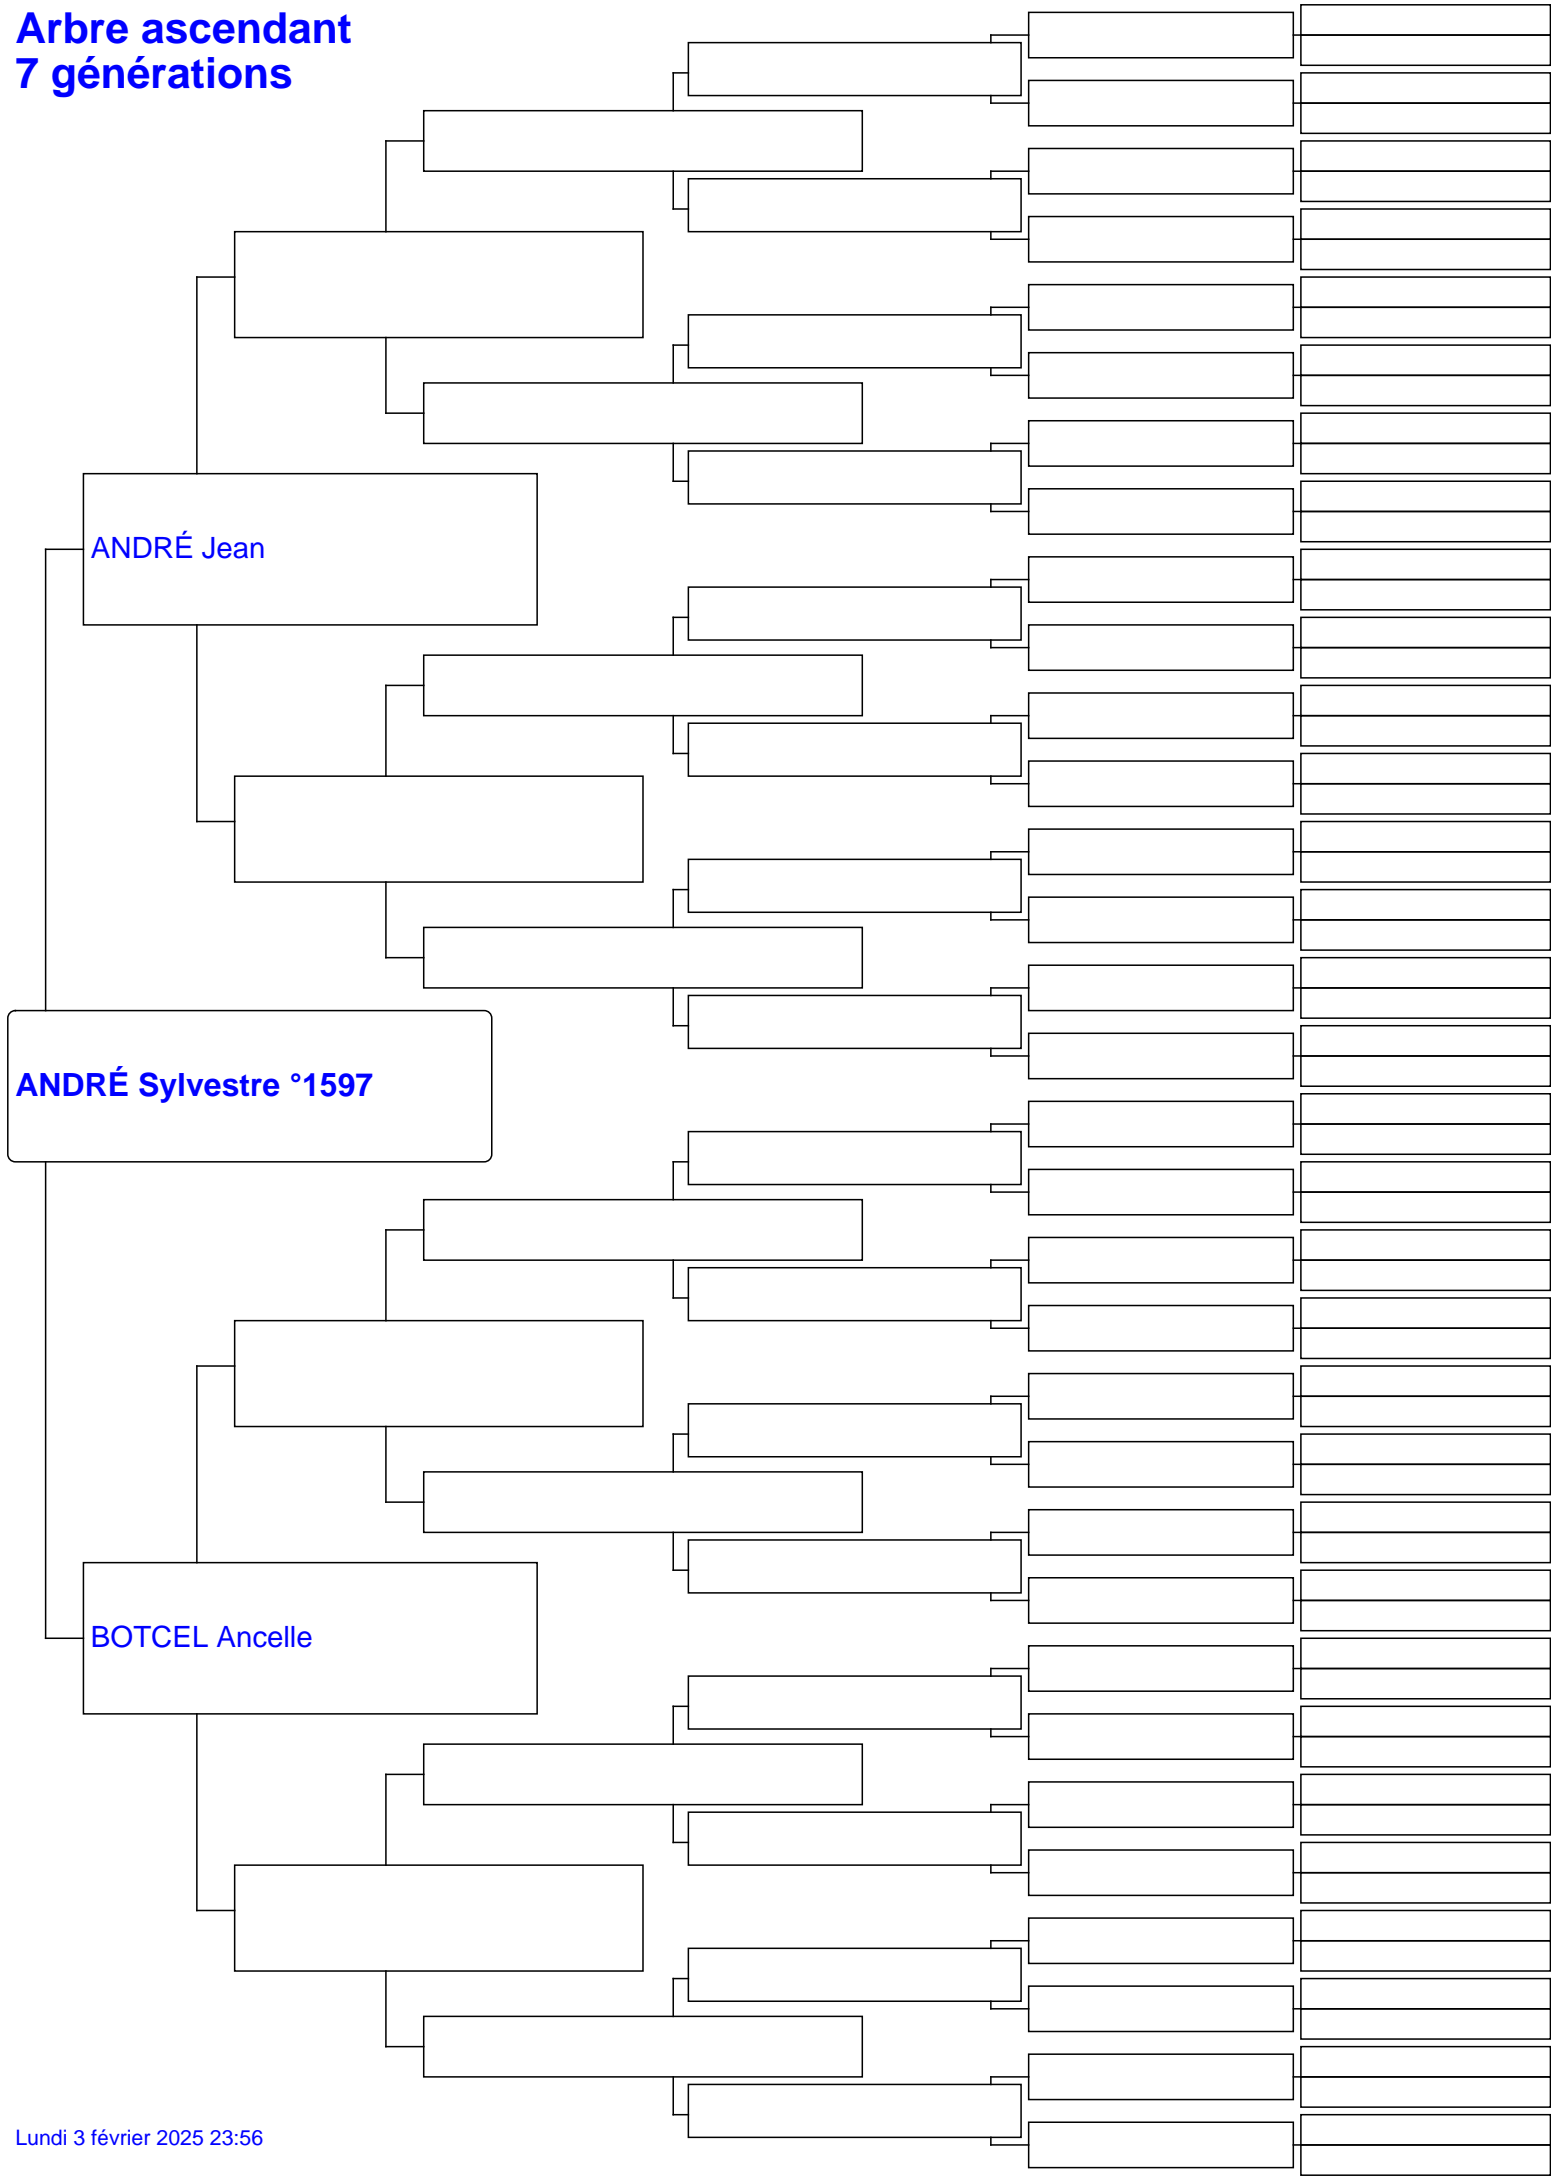 Arbre ascendant
7 générations
ANDRÉ Jean
ANDRÉ Sylvestre °1597
BOTCEL Ancelle
Lundi 3 février 2025 23:56